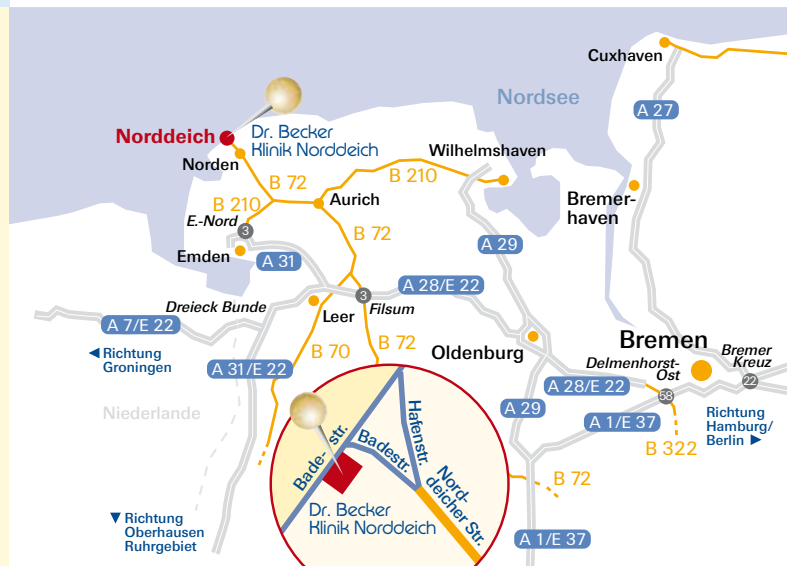 Cuxhaven
Nordsee
A 27
Norddeich
Dr. Becker
Klinik Norddeich
Norden
Wilhelmshaven
B 72
B 210
B 210
Aurich
Bremer-
haven
E.-Nord
3
B 72
A 29
Emden
A 31
A 28/E 22
Dreieck Bunde
3
Filsum
Leer
A 7/E 22
Richtung
Groningen
B 70
B 72
Oldenburg
Bremen
Delmenhorst-
Ost
Bremer
Kreuz
22
A 31/E 22
A 28/E 22
58
Niederlande
A 29
A 1/E 37
Richtung
Hamburg/
Berlin
B 322
Bade-
str.
Badestr.
Hafenstr.
Nord-
deicher Str.
Dr. Becker
Klinik Norddeich
B 72
Richtung
Oberhausen
Ruhrgebiet
A 1/E 37